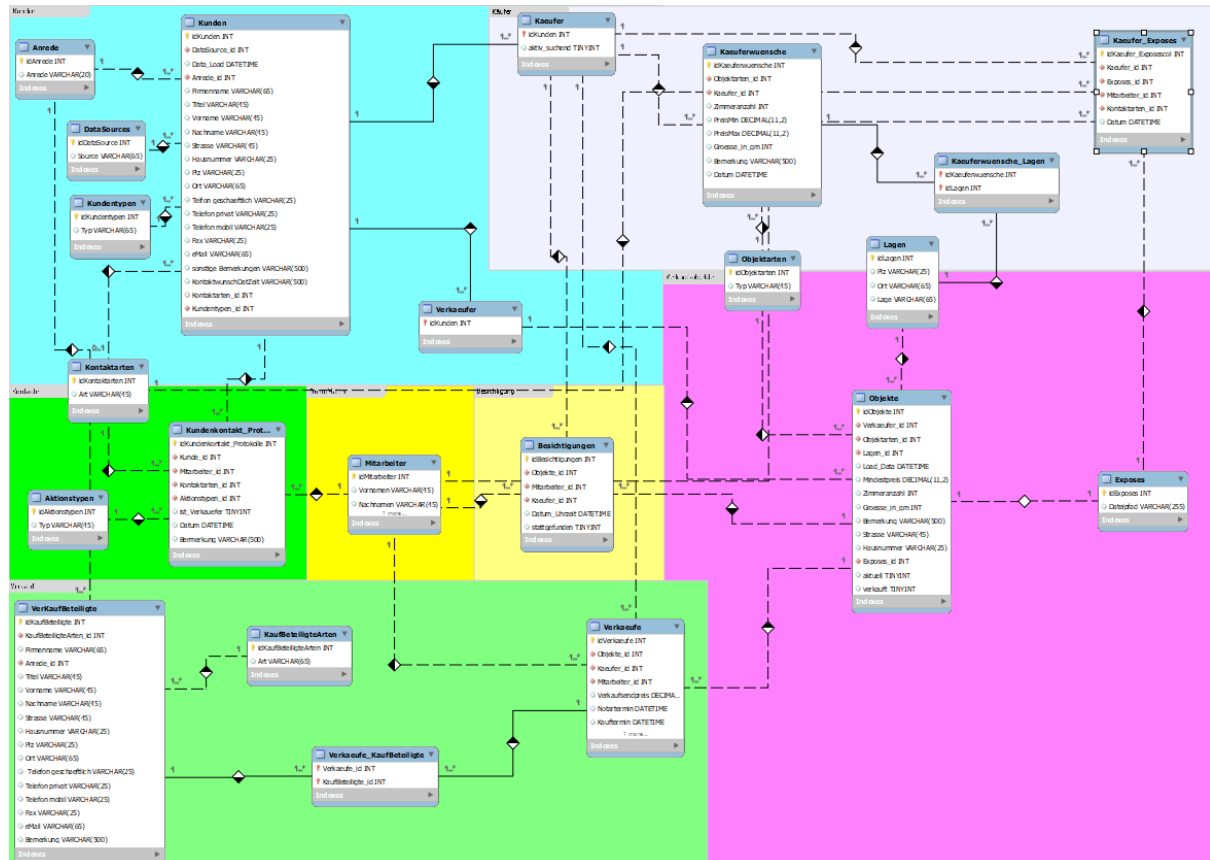 Kunden
Käufer
Anrede
idAnrede INT
Anrede VARCHAR(20)
Indexes
DataSources
idDataSource INT
Source VARCHAR(65)
Indexes
Kundentypen
idKundentypen INT
Typ VARCHAR(65)
Indexes
Kunden
idKunden INT
DataSource_id INT
Data_Load DATETIME
Anrede_id INT
Firmenname VARCHAR(65)
Titel VARCHAR(45)
Vorname VARCHAR(45)
Nachname VARCHAR(45)
Strasse VARCHAR(45)
Hausnummer VARCHAR(25)
Plz VARCHAR(25)
Ort VARCHAR(65)
Telfon geschaeftlich VARCHAR(25)
Telefon privat VARCHAR(25)
Telefon mobil VARCHAR(25)
Fax VARCHAR(25)
eMail VARCHAR(65)
sonstige Bemerkungen VARCHAR(500)
KontaktwunschDatZeit VARCHAR(500)
Kontaktarten_id INT
Kundentypen_id INT
Indexes
Kaeufer
idKunden INT
aktiv_suchend TINYINT
Indexes
Kaeuferwuensche
idKaeuferwuensche INT
Objektarten_id INT
Kaeufer_id INT
Zimmeranzahl INT
PreisMin DECIMAL(11,2)
PreisMax DECIMAL(11,2)
Groesse_in_qm INT
Bemerkung VARCHAR(500)
Datum DATETIME
Indexes
Kaeufer_Exposes
idKaeufer_Exposescol INT
Kaeufer_id INT
Exposes_id INT
Mitarbeiter_id INT
Kontaktarten_id INT
Datum DATETIME
Indexes
Kaeuferwuensche_Lagen
idKaeuferwuensche INT
idLagen INT
Indexes
Objektarten
idObjektarten INT
Typ VARCHAR(45)
Indexes
Lagen
idLagen INT
Plz VARCHAR(25)
Ort VARCHAR(65)
Lage VARCHAR(65)
Indexes
Verkaeufer
idKunden INT
Indexes
Kontaktarten
idKontaktarten INT
Art VARCHAR(45)
Indexes
Kontakte
Besichtigung
Kundenkontakt_Prot...
idKundenkontakt_Protokolle INT
Kunde_id INT
Mitarbeiter_id INT
Kontaktarten_id INT
Aktionstypen_id INT
ist_Verkuaefer TINYINT
Datum DATETIME
Bermerkung VARCHAR(500)
Indexes
Aktionstypen
idAktionstypen INT
Typ VARCHAR(45)
Indexes
Mitarbeiter
idMitarbeiter INT
Vornamen VARCHAR(45)
Nachnamen VARCHAR(45)
1 more...
Indexes
Besichtigungen
idBesichtigungen INT
Objekte_id INT
Mitarbeiter_id INT
Kaeufer_id INT
Datum_Uhrzeit DATETIME
stattgefunden TINYINT
Indexes
Objekte
idObjekte INT
Verkaeufer_id INT
Objektarten_id INT
Lagen_id INT
Load_Data DATETIME
Mindestpreis DECIMAL(11,2)
Zimmeranzahl INT
Groesse_in_qm INT
Bemerkung VARCHAR(500)
Strasse VARCHAR(45)
Hausnummer VARCHAR(25)
Exposes_id INT
aktuell TINYINT
verkauft TINYINT
Indexes
Exposes
idExposes INT
Dateipfad VARCHAR(255)
Indexes
VerKaufBeteiligte
idKaufBeteiligte INT
KaufBeteiligteArten_id INT
Firmenname VARCHAR(65)
Anrede_id INT
Titel VARCHAR(45)
Vorname VARCHAR(45)
Nachname VARCHAR(45)
Strasse VARCHAR(45)
Hausnummer VARCHAR(25)
Plz VARCHAR(25)
Ort VARCHAR(65)
Telefon geschaeftlich VARCHAR(25)
Telefon privat VARCHAR(25)
Telefon mobil VARCHAR(25)
Fax VARCHAR(25)
eMail VARCHAR(65)
Bemerkung VARCHAR(500)
Indexes
KaufBeteiligteArten
idKaufBeteiligteArten INT
Art VARCHAR(65)
Indexes
Verkaeufe_KaufBeteiligte
Verkaeufe_id INT
KaufBeteiligte_id INT
Indexes
Verkaeufe
idVerkaeufe INT
Objekte_id INT
Kaeufer_id INT
Mitarbeiter_id INT
Verkaufsendpreis DECIMA...
Notartermin DATETIME
Kauftermin DATETIME
1 more...
Indexes